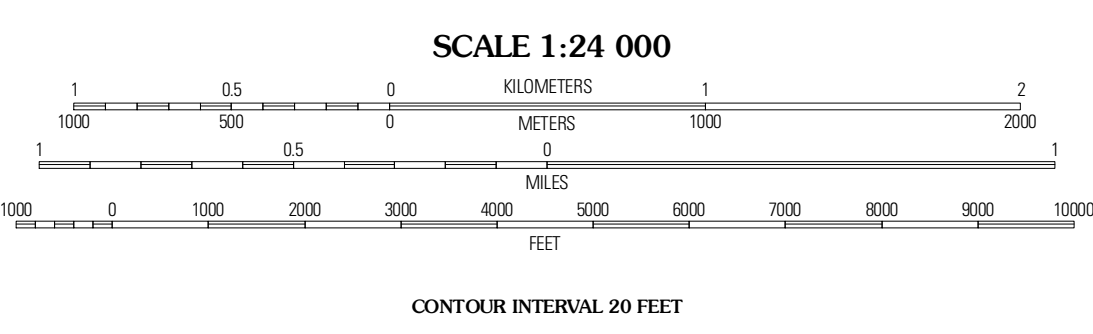 SCALE 1:24 000
1 0.5 0 KILOMETERS 1 2
1000 500 0 METERS 1000 2000
1 0.5 0 1
MILES
1000 0 1000 2000 3000 4000 5000 6000 7000 8000 9000 10000
FEET
CONTOUR INTERVAL 20 FEET